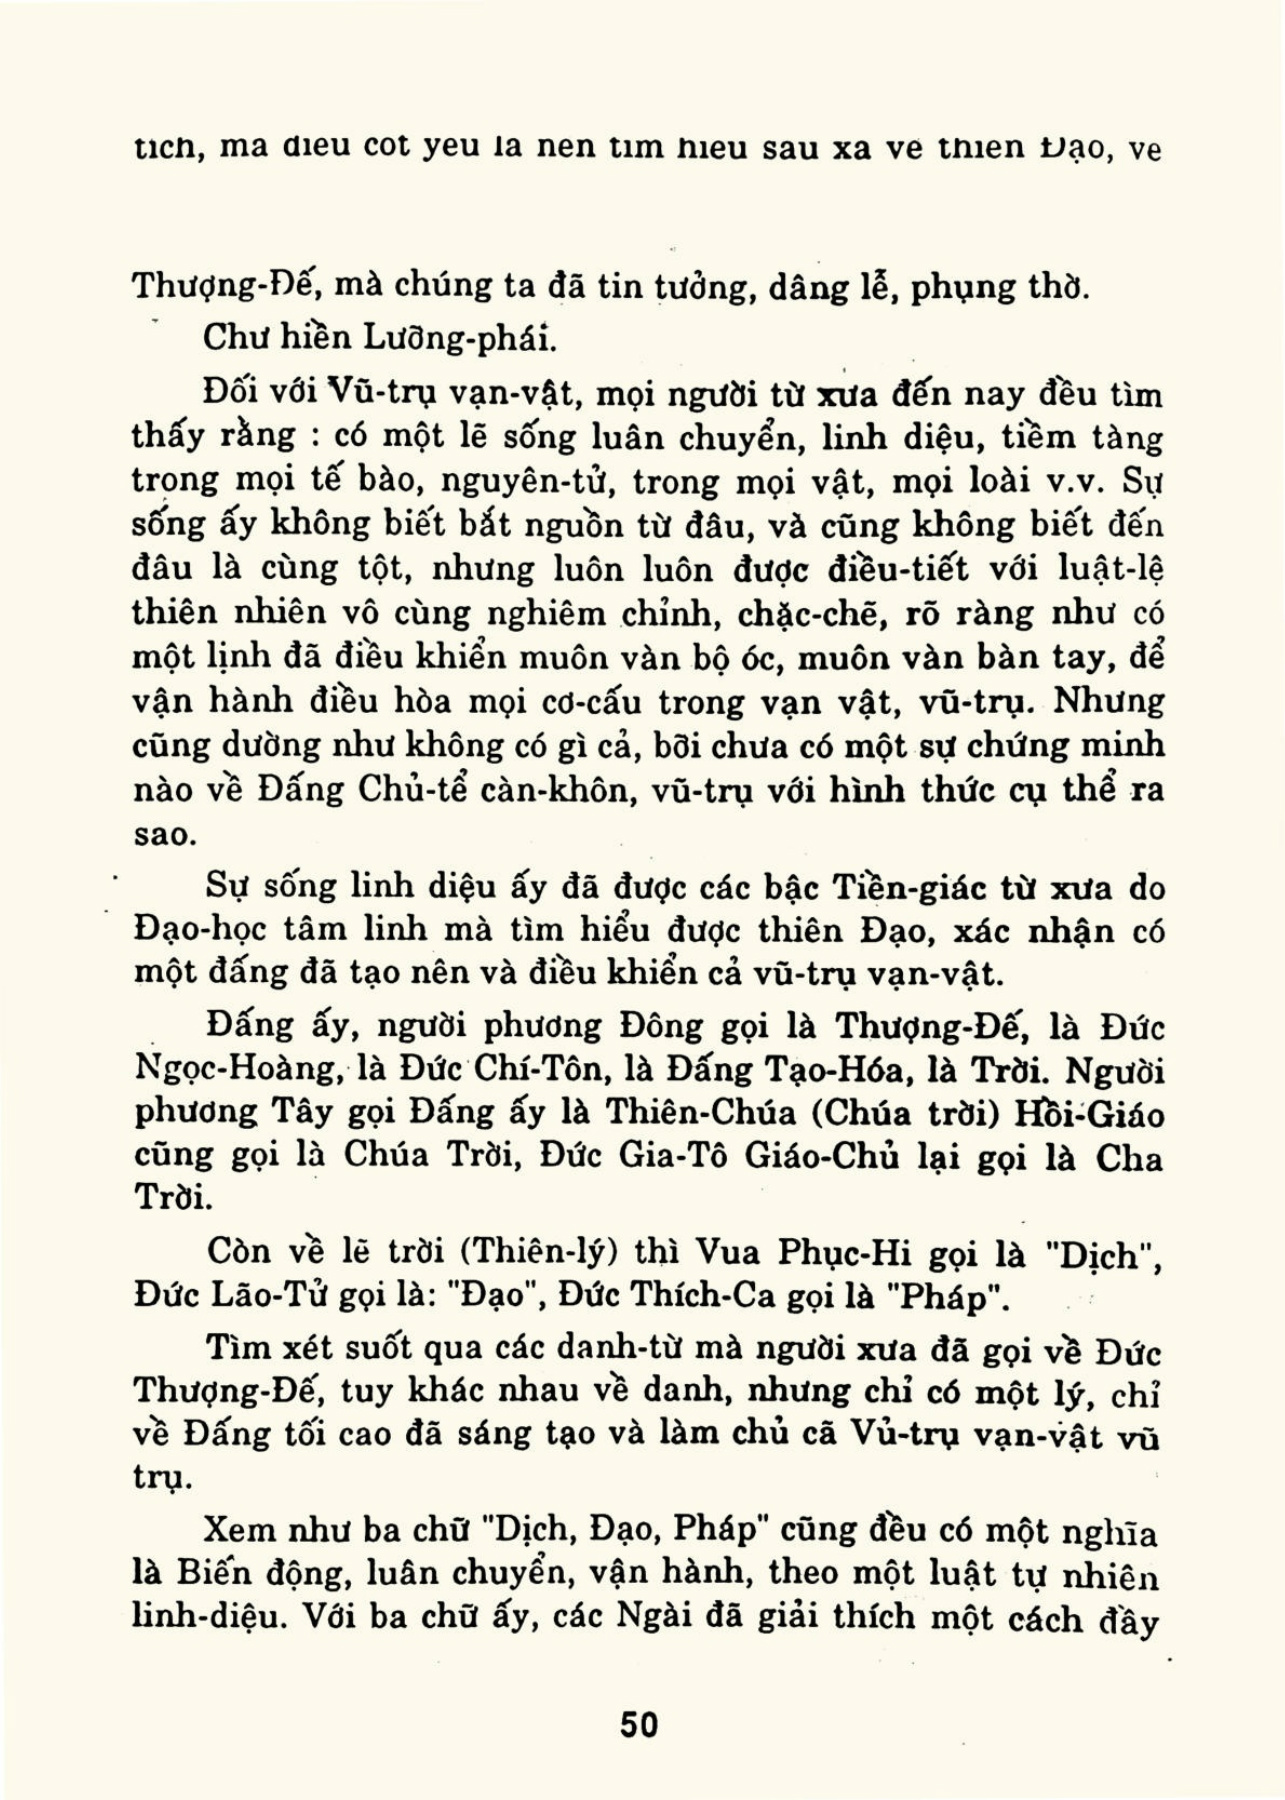 tích, mà điều cốt yếu là nên tìm hiểu sâu xa về thiên Đạo, về
Thượng-Đế, mà chúng ta đã tin tưởng, dâng lễ, phụng thờ.
Chư hiền Lưỡng-phái.
Đối với Vũ-trụ vạn-vật, mọi người từ xưa đến nay đều tìm
thấy rằng : có một lẽ sống luân chuyển, linh diệu, tiềm tàng
trong mọi tế bào, nguyên-tử, trong mọi vật, mọi loài v.v. Sự
sống ấy không biết bắt nguồn từ đâu, và cũng không biết đến
đâu là cùng tột, nhưng luôn luôn được điều-tiết với luật-lệ
thiên nhiên vô cùng nghiêm chỉnh, chặc-chẽ, rõ ràng như có
một lịnh đã điều khiển muôn vàn bộ óc, muôn vàn bàn tay, để
vận hành điều hòa mọi cơ-cấu trong vạn vật, vũ-trụ. Nhưng
cũng dường như không có gì cả, bỡi chưa có một sự chứng minh
nào về Đấng Chủ-tể càn-khôn, vũ-trụ với hình thức cụ thể ra
sao.
Sự sống linh diệu ấy đã được các bậc Tiền-giác từ xưa do
Đạo-học tâm linh mà tìm hiểu được thiên Đạo, xác nhận có
một đấng đã tạo nên và điều khiển cả vũ-trụ vạn-vật.
Đấng ấy, người phương Đông gọi là Thượng-Đế, là Đức
Ngọc-Hoàng, là Đức Chí-Tôn, là Đấng Tạo-Hóa, là Trời. Người
phương Tây gọi Đấng ấy là Thiên-Chúa (Chúa trời) Hồi-Giáo
cũng gọi là Chúa Trời, Đức Gia-Tô Giáo-Chủ lại gọi là Cha
Trời.
Còn về lẽ trời (Thiên-lý) thì Vua Phục-Hi gọi là "Dịch",
Đức Lão-Tử gọi là: "Đạo", Đức Thích-Ca gọi là "Pháp".
Tìm xét suốt qua các danh-từ mà người xưa đã gọi về Đức
Thượng-Đế, tuy khác nhau về danh, nhưng chỉ có một lý, chỉ
về Đấng tối cao đã sáng tạo và làm chủ cã Vủ-trụ vạn-vật vũ
trụ.
Xem như ba chữ "Dịch, Đạo, Pháp" cũng đều có một nghĩa
là Biến động, luân chuyển, vận hành, theo một luật tự nhiên
linh-diệu. Với ba chữ ấy, các Ngài đã giải thích một cách đầy
50